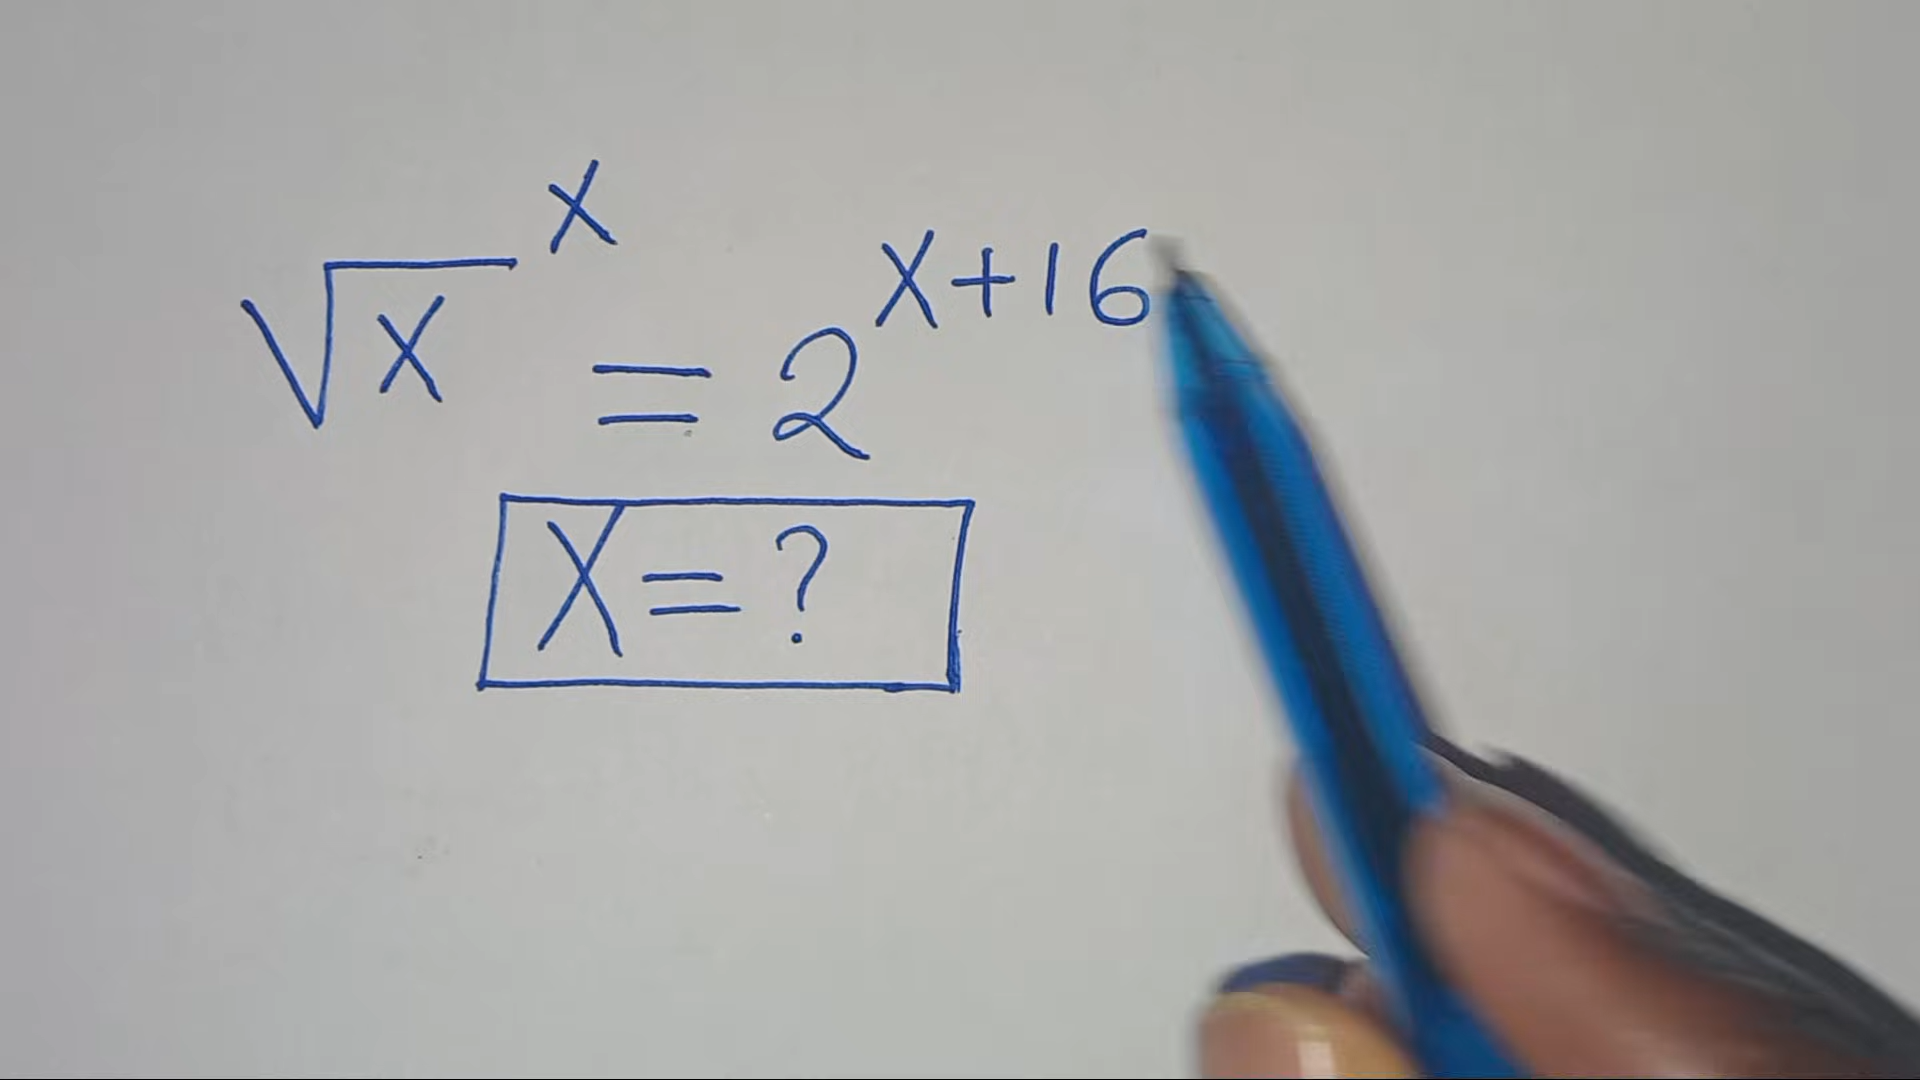 √x^x = 2^x+16
X = ?